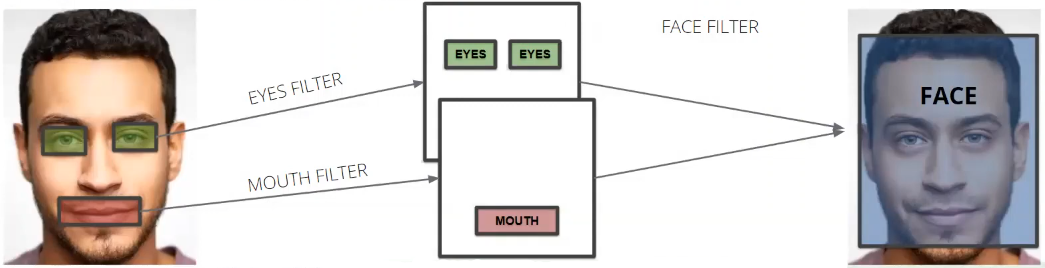 EYES FILTER
MOUTH FILTER
EYES EYES
MOUTH
FACE FILTER
FACE